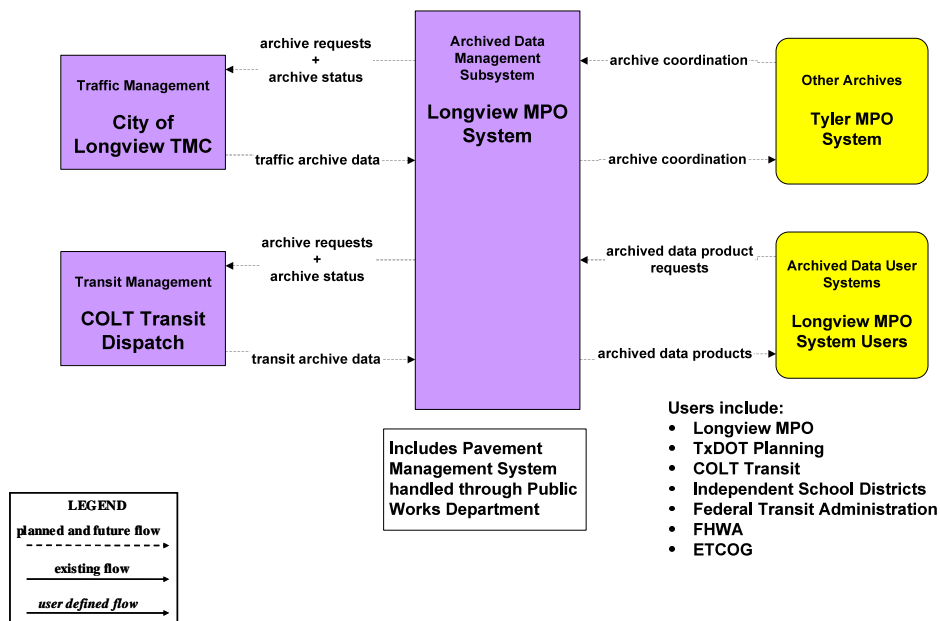 Traffic Management
City of
Longview TMC
archive requests
+
archive status
traffic archive data
Archived Data
Management
Subsystem
Longview MPO
System
archive coordination
archive coordination
Other Archives
Tyler MPO
System
Transit Management
COLT Transit
Dispatch
archive requests
+
archive status
transit archive data
archived data product
requests
archived data products
Archived Data User
Systems
Longview MPO
System Users
Includes Pavement
Management System
handled through Public
Works Department
Users include:
• Longview MPO
• TxDOT Planning
• COLT Transit
• Independent School Districts
• Federal Transit Administration
• FHWA
• ETCOG
LEGEND
planned and future flow
existing flow
user defined flow